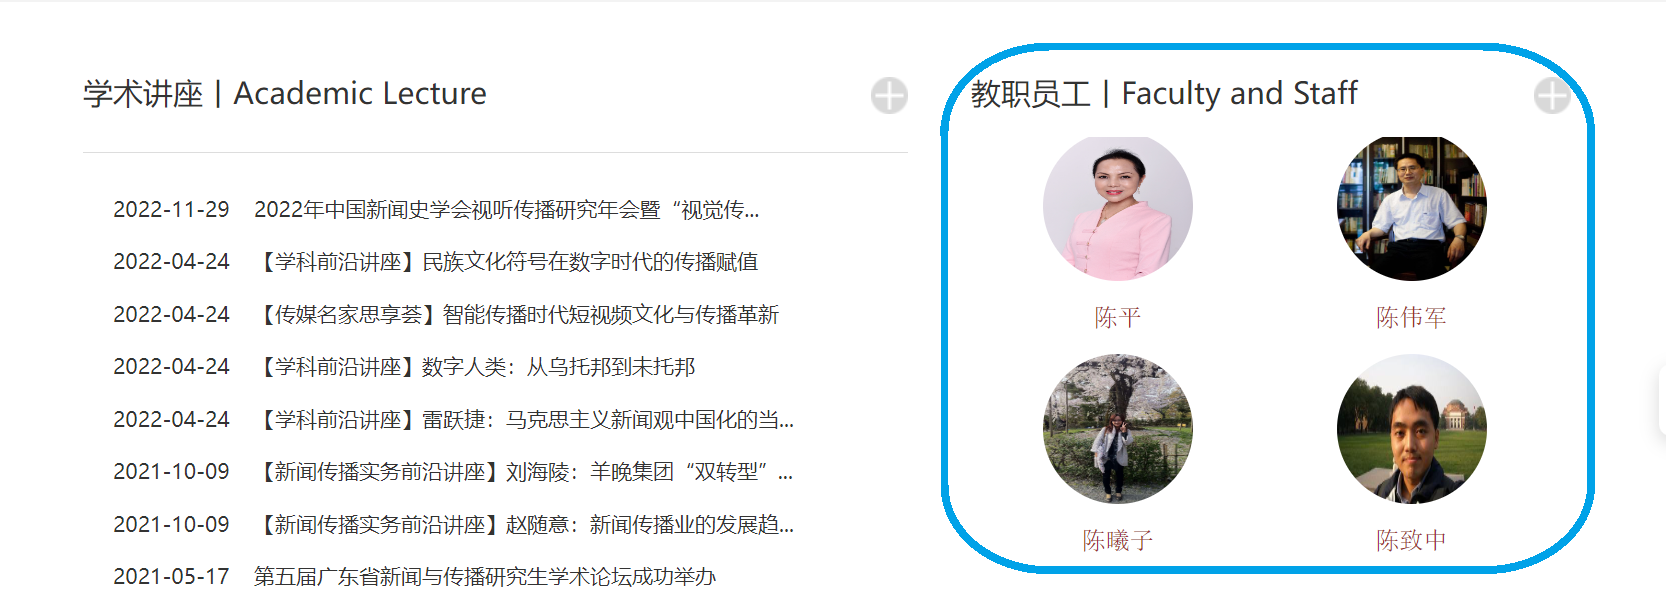 学术讲座丨Academic Lecture
2022-11-29 2022年中国新闻史学会视听传播研究年会暨“视觉传...
2022-04-24 【学科前沿讲座】民族文化符号在数字时代的传播赋值
2022-04-24 【传媒名家思享荟】智能传播时代短视频文化与传播革新
2022-04-24 【学科前沿讲座】数字人类：从乌托邦到未托邦
2022-04-24 【学科前沿讲座】雷跃捷：马克思主义新闻观中国化的当...
2021-10-09 【新闻传播实务前沿讲座】刘海陵：羊晚集团“双转型”...
2021-10-09 【新闻传播实务前沿讲座】赵随意：新闻传播业的发展趋...
2021-05-17 第五届广东省新闻与传播研究生学术论坛成功举办
教职员工丨Faculty and Staff
陈平 陈伟军
陈曦子 陈致中